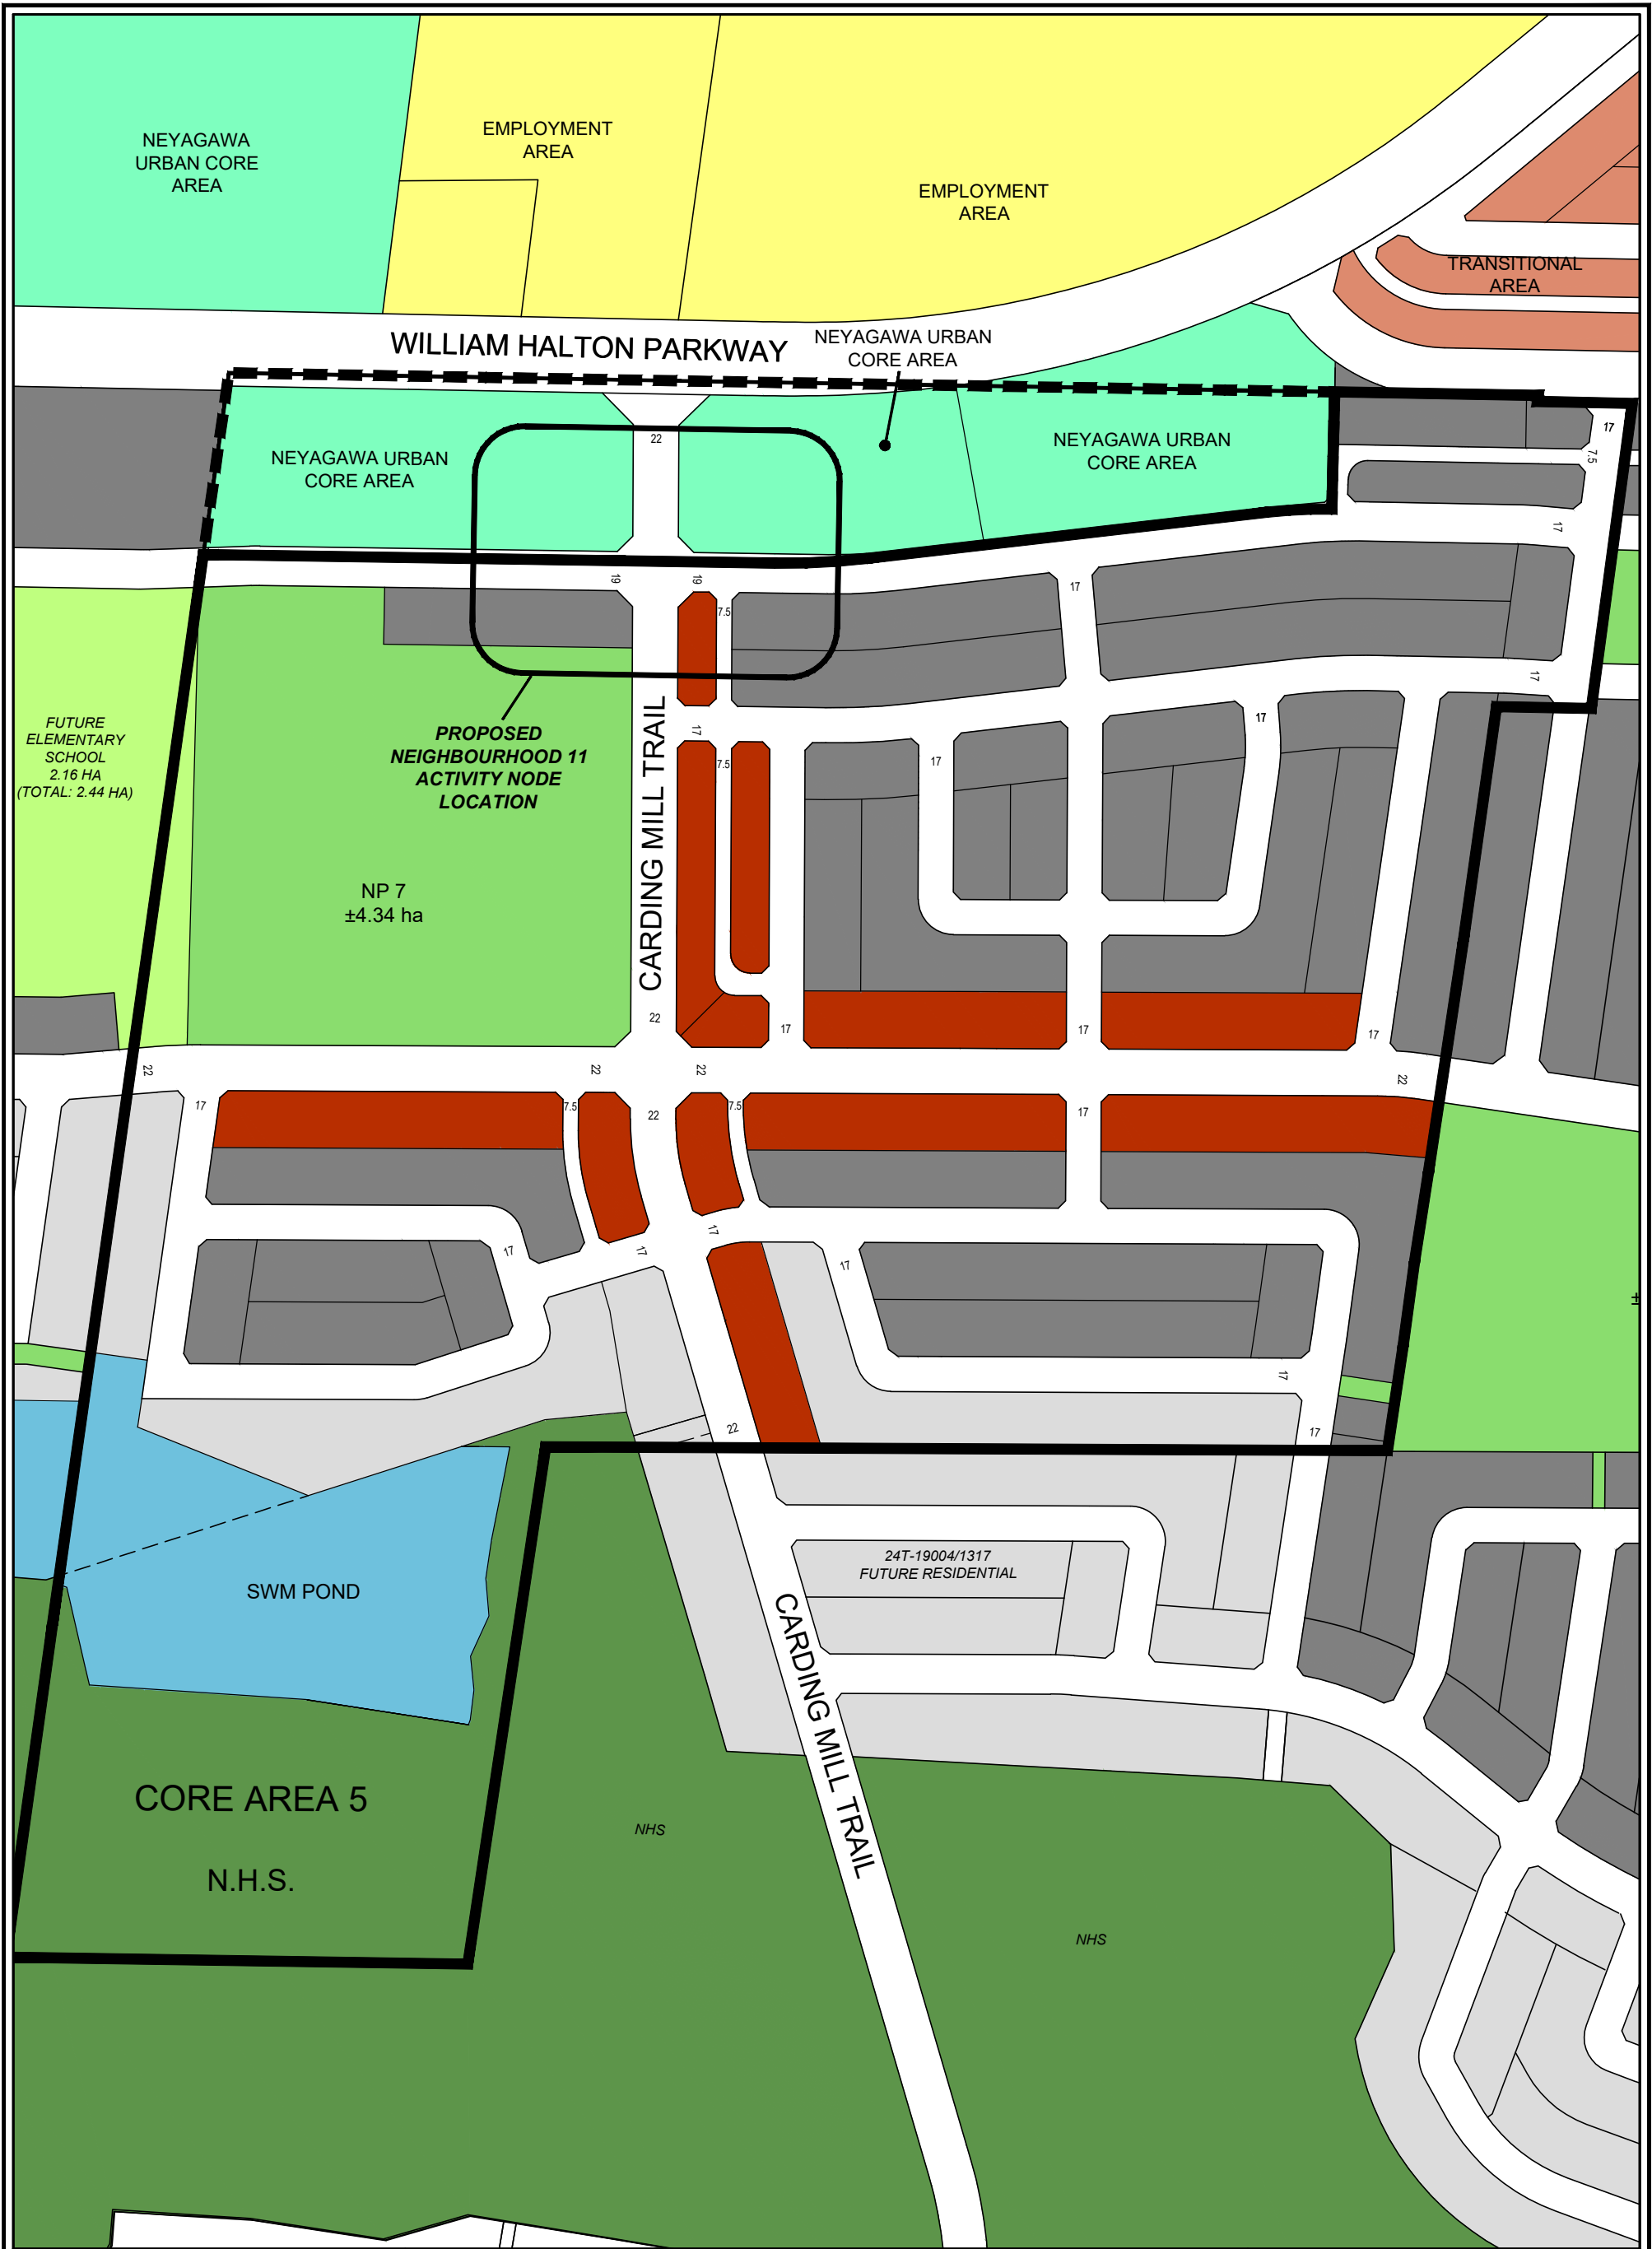 NEYAGAWA
URBAN CORE
AREA
EMPLOYMENT
AREA
EMPLOYMENT
AREA
TRANSITIONAL
AREA
WILLIAM HALTON PARKWAY
NEYAGAWA URBAN
CORE AREA
NEYAGAWA URBAN
CORE AREA
22
NEYAGAWA URBAN
CORE AREA
17
7.5
17
19
19
7.5
17
17
FUTURE
ELEMENTARY
SCHOOL
2.16 HA
(TOTAL: 2.44 HA)
PROPOSED
NEIGHBOURHOOD 11
ACTIVITY NODE
LOCATION
CARDING MILL TRAIL
17
7.5
17
17
NP 7
±4.34 ha
22
17
17
17
22
22
22
22
17
7.5
22
7.5
17
17
17
17
17
±
17
22
17
24T-19004/1317
FUTURE RESIDENTIAL
SWM POND
CARDING MILL TRAIL
CORE AREA 5
N.H.S.
NHS
NHS